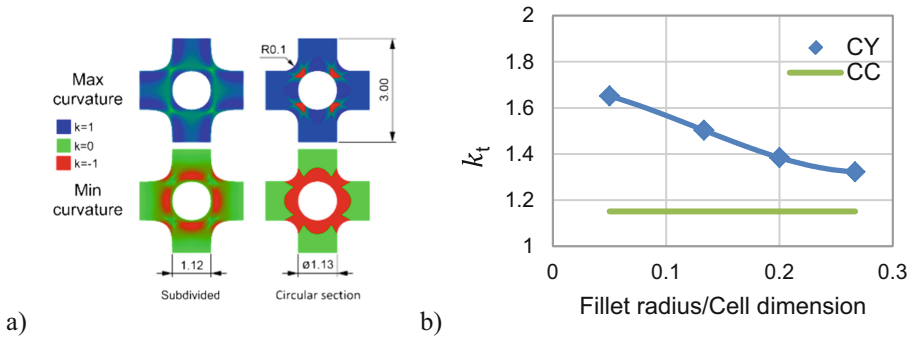 Max
curvature
k=1
k=0
k=-1
Min
curvature
R0.1
3.00
1.12
ø1.13
Subdivided
Circular section
a)
kt
2
1.8
1.6
1.4
1.2
1
0
0.1
0.2
0.3
CY
CC
Fillet radius/Cell dimension
b)